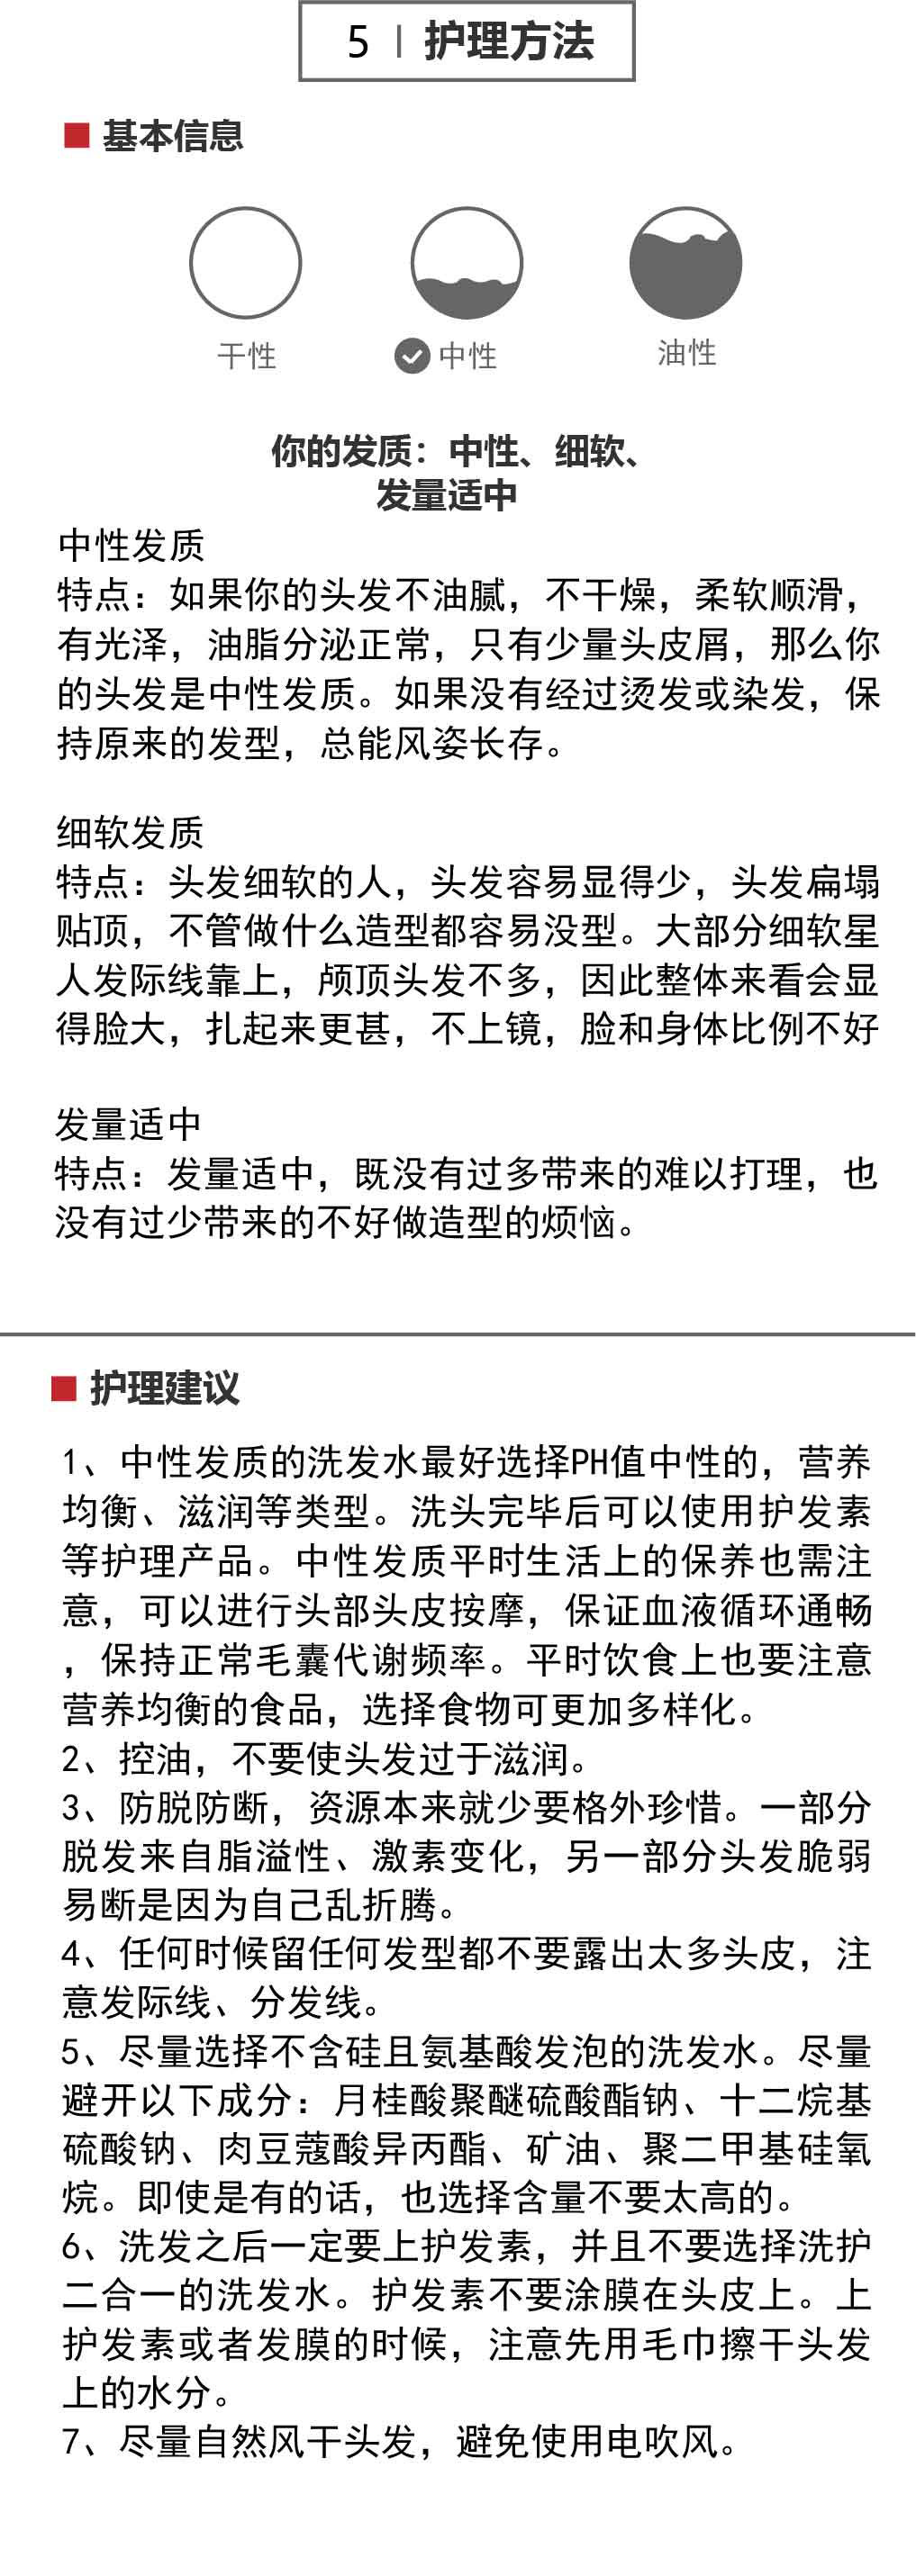 5 | 护理方法
基本信息
干性
中性
油性
你的发质：中性、细软、
发量适中
中性发质
特点：如果你的头发不油腻，不干燥，柔软顺滑，
有光泽，油脂分泌正常，只有少量头皮屑，那么你
的头发是中性发质。如果没有经过烫发或染发，保
持原来的发型，总能风姿长存。
细软发质
特点：头发细软的人，头发容易显得少，头发扁塌
贴顶，不管做什么造型都容易没型。大部分细软星
人发际线靠上，颅顶头发不多，因此整体来看会显
得脸大，扎起来更甚，不上镜，脸和身体比例不好
发量适中
特点：发量适中，既没有过多带来的难以打理，也
没有过少带来的不好做造型的烦恼。
护理建议
1、中性发质的洗发水最好选择PH值中性的，营养
均衡、滋润等类型。洗头完毕后可以使用护发素
等护理产品。中性发质平时生活上的保养也需注
意，可以进行头部头皮按摩，保证血液循环通畅
，保持正常毛囊代谢频率。平时饮食上也要注意
营养均衡的食品，选择食物可更加多样化。
2、控油，不要使头发过于滋润。
3、防脱防断，资源本来就少要格外珍惜。一部分
脱发来自脂溢性、激素变化，另一部分头发脆弱
易断是因为自己乱折腾。
4、任何时候留任何发型都不要露出太多头皮，注
意发际线、分发线。
5、尽量选择不含硅且氨基酸发泡的洗发水。尽量
避开以下成分：月桂酸聚醚硫酸酯钠、十二烷基
硫酸钠、肉豆蔻酸异丙酯、矿油、聚二甲基硅氧
烷。即使是有的话，也选择含量不要太高的。
6、洗发之后一定要上护发素，并且不要选择洗护
二合一的洗发水。护发素不要涂膜在头皮上。上
护发素或者发膜的时候，注意先用毛巾擦干头发
上的水分。
7、尽量自然风干头发，避免使用电吹风。